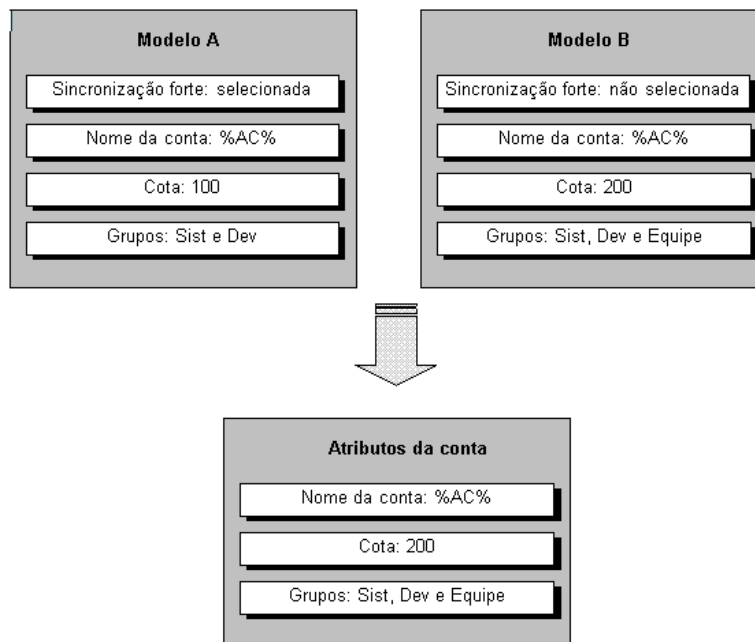 Modelo A
Sincronização forte: selecionada
Nome da conta: %AC%
Cota: 100
Grupos: Sist e Dev
Modelo B
Sincronização forte: não selecionada
Nome da conta: %AC%
Cota: 200
Grupos: Sist, Dev e Equipe
Atributos da conta
Nome da conta: %AC%
Cota: 200
Grupos: Sist, Dev e Equipe